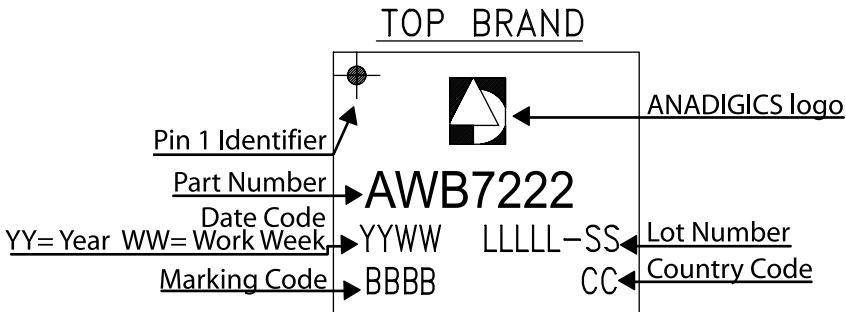 TOP BRAND
ANADIGICS logo
Pin 1 Identifier
Part Number
AWB7222
Date Code
YY= Year WW= Work Week
YYWW LLLLL-SS
Lot Number
Marking Code
BBBB CC
Country Code